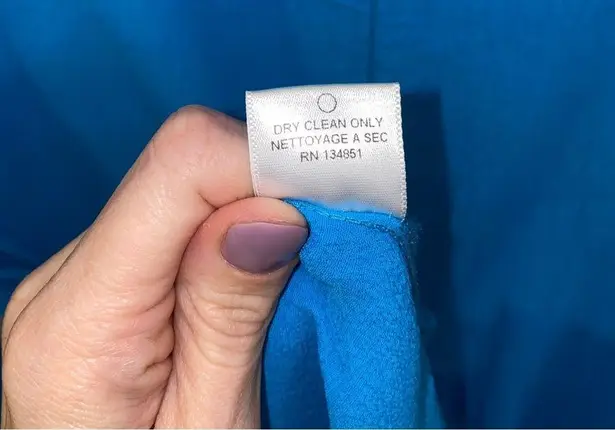 DRY CLEAN ONLY
NETTOYAGE A SEC
RN 134851